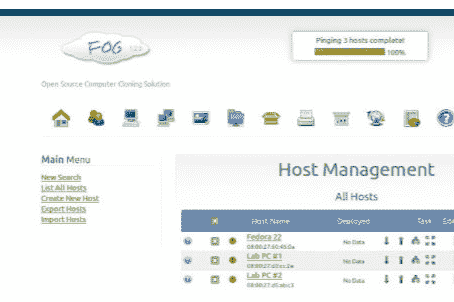 FOG
Pinging 3 hosts complete!
100%
Open Source Computer Cloning Solution
Main Menu
New Search
List All Hosts
Create New Host
Export Hosts
Import Hosts
Host Management
All Hosts
Host Name Deployed Task
Fedora 22
No Data
Lab PC #1
No Data
Lab PC #2
No Data